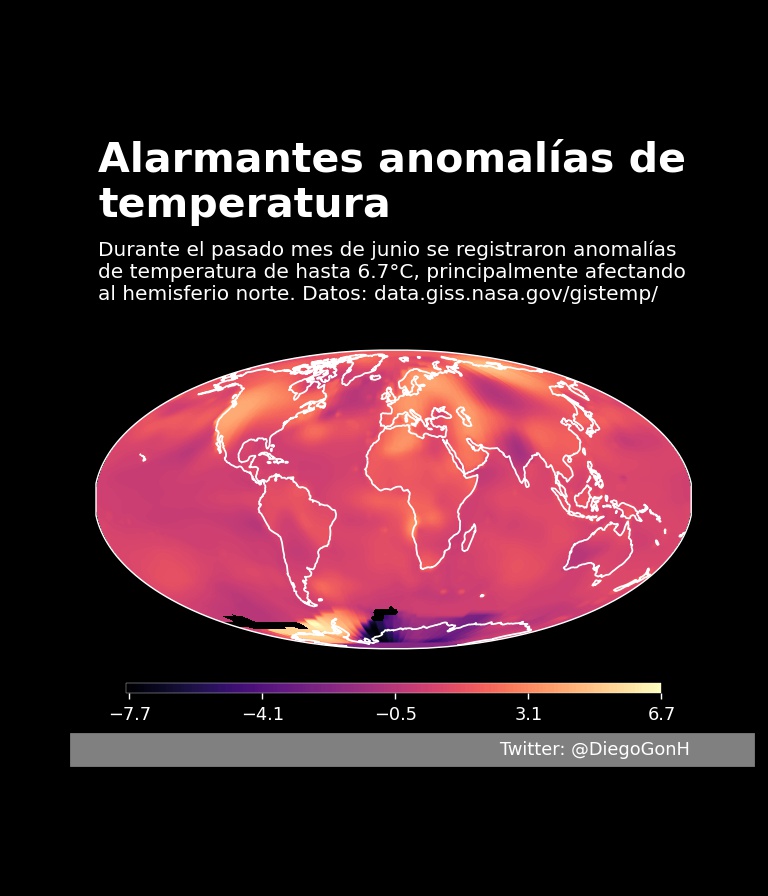 Alarmantes anomalías de
temperatura
Durante el pasado mes de junio se registraron anomalías
de temperatura de hasta 6.7°C, principalmente afectando
al hemisferio norte. Datos: data.giss.nasa.gov/gistemp/
−7.7 −4.1 −0.5 3.1 6.7
Twitter: @DiegoGonH